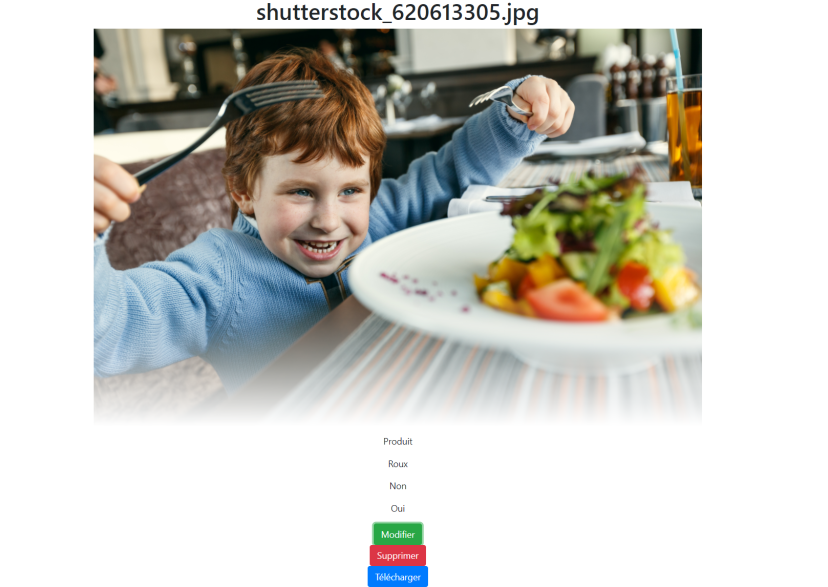 shutterstock_620613305.jpg
Produit
Roux
Non
Oui
Modifier
Supprimer
Télécharger